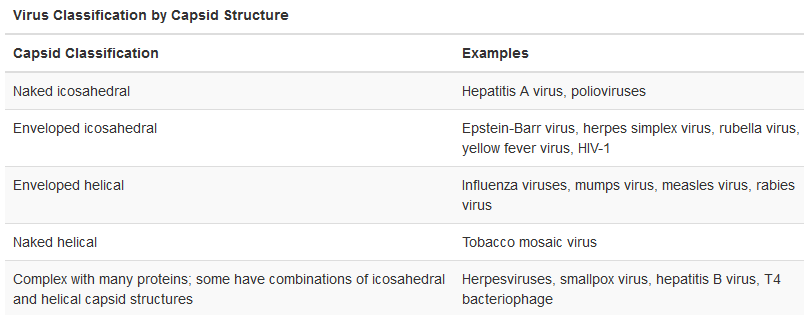 Virus Classification by Capsid Structure
Capsid Classification Examples
Naked icosahedral Hepatitis A virus, polioviruses
Enveloped icosahedral Epstein-Barr virus, herpes simplex virus, rubella virus,
yellow fever virus, HIV-1
Enveloped helical Influenza viruses, mumps virus, measles virus, rabies
virus
Naked helical Tobacco mosaic virus
Complex with many proteins; some have combinations of icosahedral Herpesviruses, smallpox virus, hepatitis B virus, T4
and helical capsid structures bacteriophage